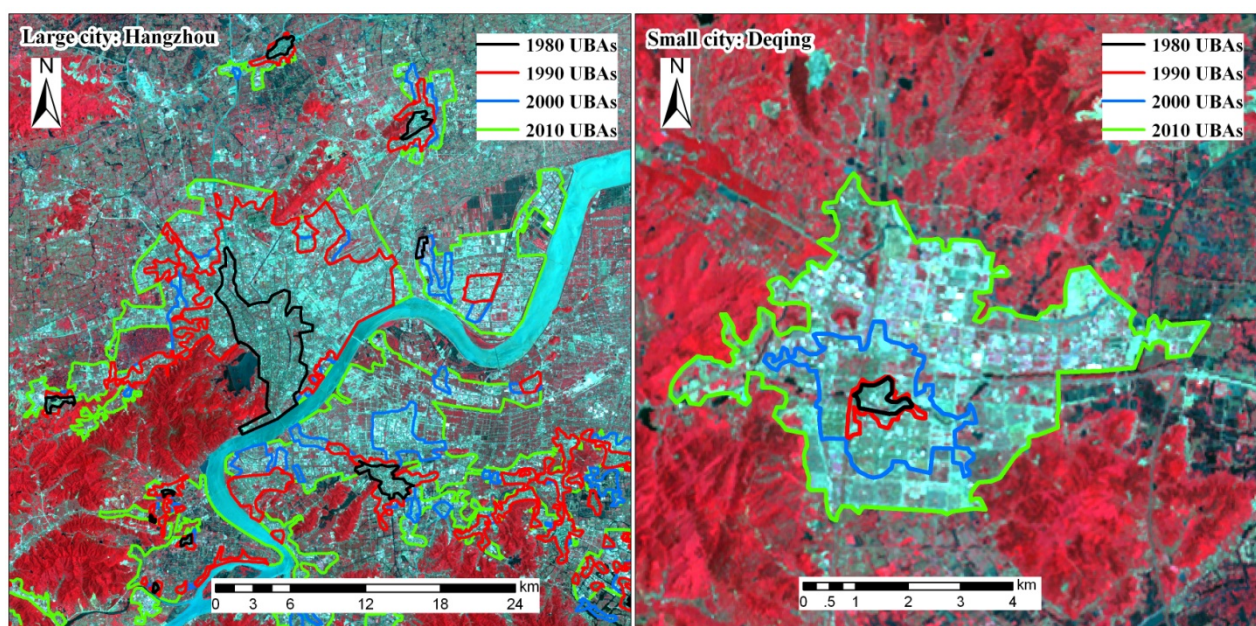 Large city: Hangzhou
N
1980 UBAs
1990 UBAs
2000 UBAs
2010 UBAs
km
0 3 6 12 18 24
Small city: Deqing
N
1980 UBAs
1990 UBAs
2000 UBAs
2010 UBAs
km
0 .5 1 2 3 4